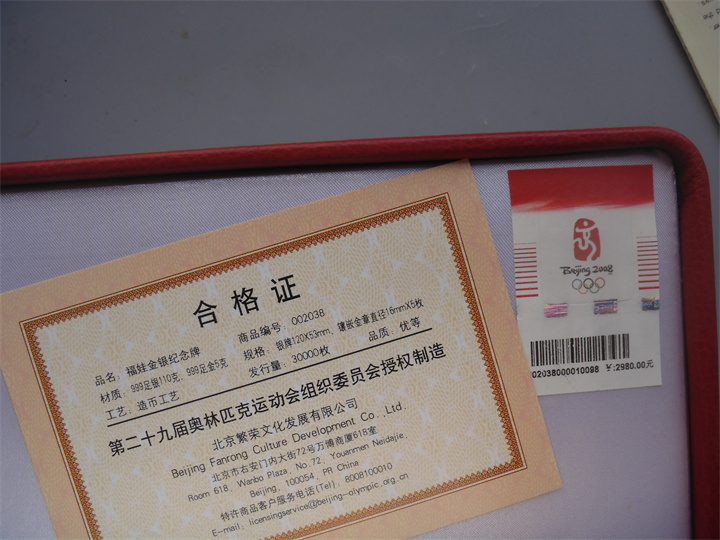 合格证
品名：福娃金银纪念牌
商品编号：002038
材质：999足银110克、999足金5克
规格：银牌120X53mm、镶嵌金章直径16mmX5枚
工艺：造币工艺
发行量：30000枚
品质：优等
第二十九届奥林匹克运动会组织委员会授权制造
北京繁荣文化发展有限公司
Beijing Fanrong Culture Development Co.,Ltd.
北京市右安门内大街72号万博商厦618室
Room 618, Wanbo Plaza, No.72, Youanmen Neidajie,
Beijing, 100054, PR China
特许商品客户服务电话(Tel)：8008100010
E-mail：licensingservice@beijing-olympic.org.cn
Beijing 2008
02038000010088 ￥:2980.00元